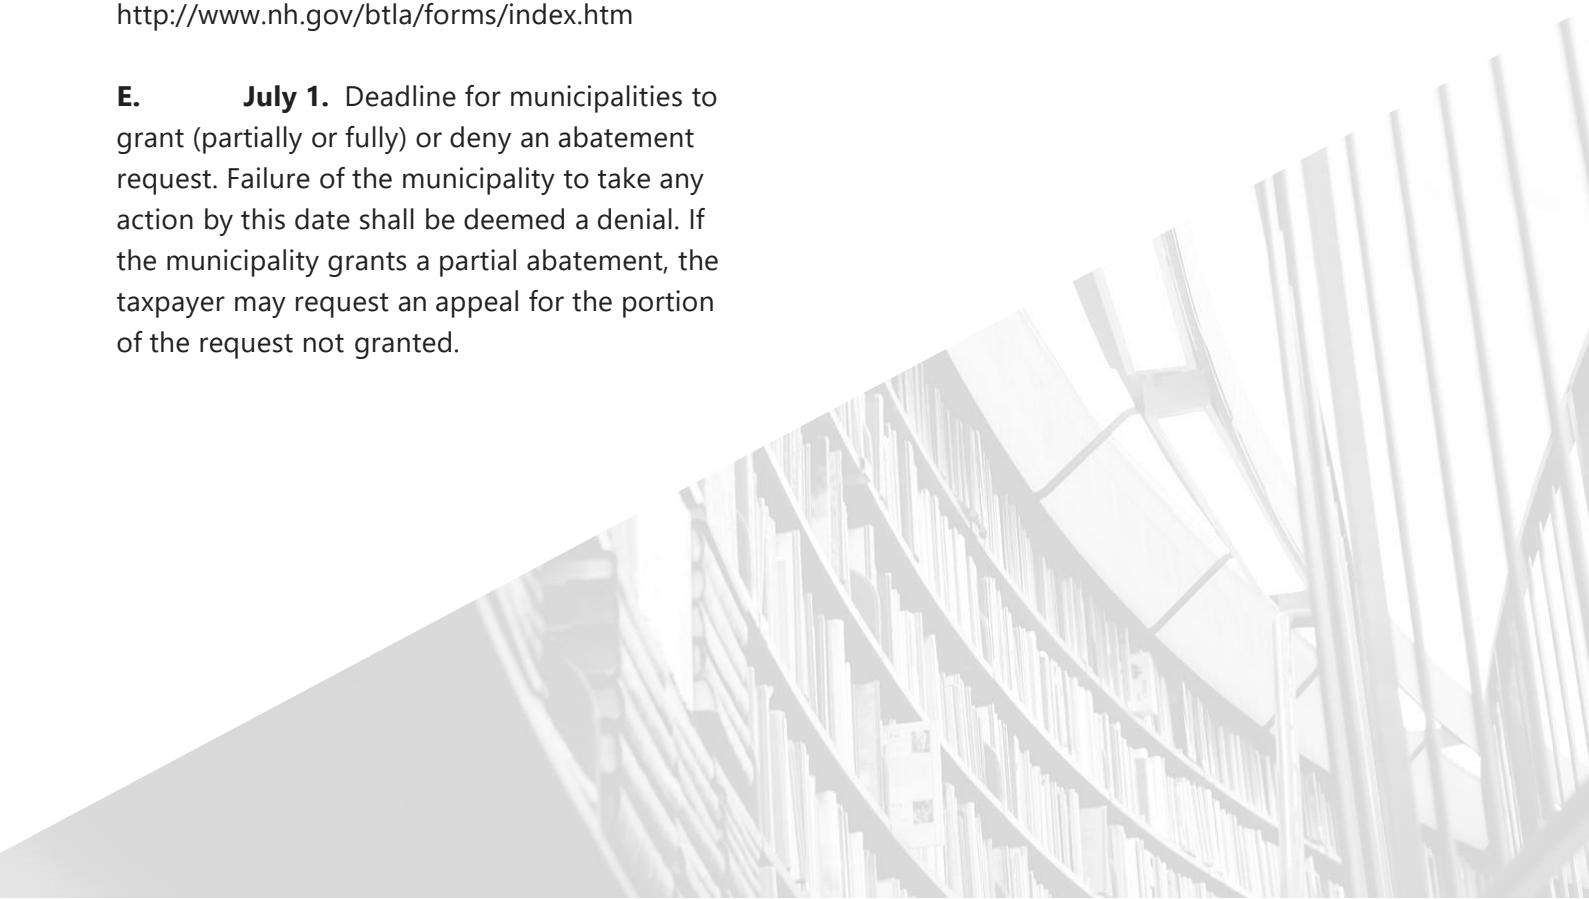 http://www.nh.gov/btla/forms/index.htm
E. July 1. Deadline for municipalities to
grant (partially or fully) or deny an abatement
request. Failure of the municipality to take any
action by this date shall be deemed a denial. If
the municipality grants a partial abatement, the
taxpayer may request an appeal for the portion
of the request not granted.